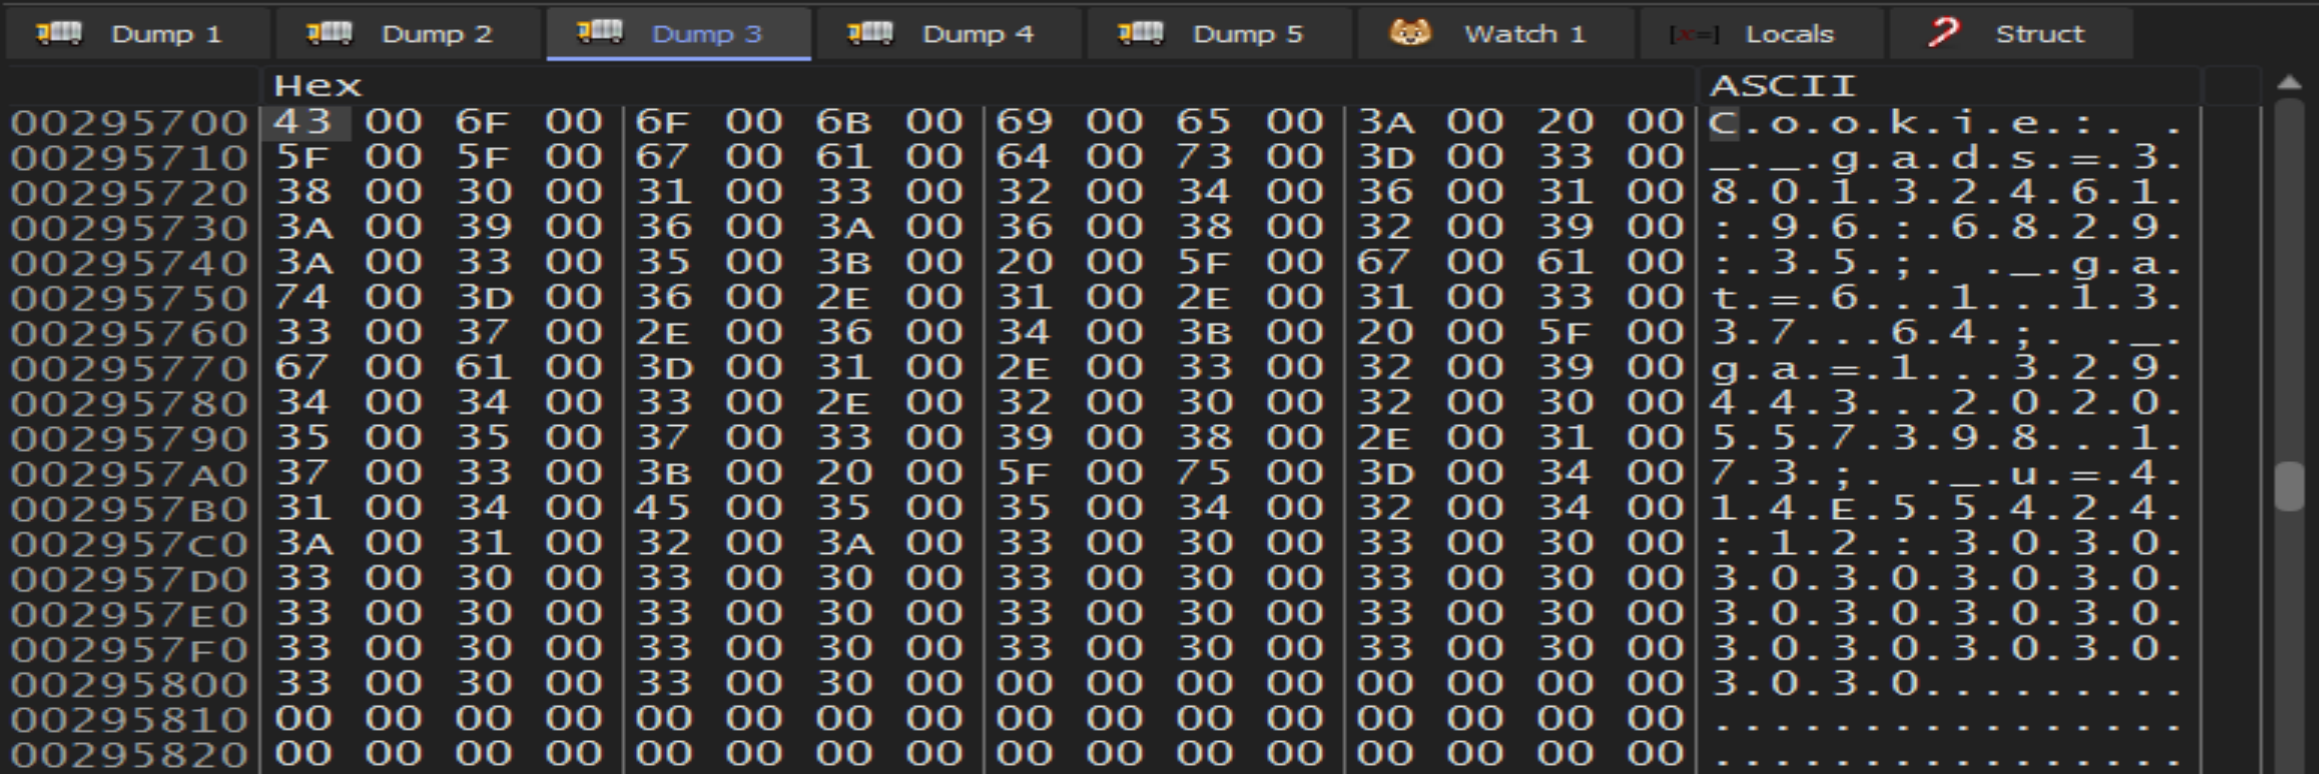 Dump 1 Dump 2 Dump 3 Dump 4 Dump 5 Watch 1 [x=] Locals Struct
Hex ASCII
00295700 43 00 6F 00 6F 00 6B 00 69 00 65 00 3A 00 20 00 C.o.o.k.i.e.:. .
00295710 5F 00 5F 00 67 00 61 00 64 00 73 00 3D 00 33 00 _._.g.a.d.s.=.3.
00295720 38 00 30 00 31 00 33 00 32 00 34 00 36 00 31 00 8.0.1.3.2.4.6.1.
00295730 3A 00 39 00 36 00 3A 00 36 00 38 00 32 00 39 00 :.9.6.:.6.8.2.9.
00295740 3A 00 33 00 35 00 3B 00 20 00 5F 00 67 00 61 00 :.3.5.;. ._.g.a.
00295750 74 00 3D 00 36 00 2E 00 31 00 2E 00 31 00 33 00 t.=.6...1...1.3.
00295760 33 00 37 00 2E 00 36 00 34 00 3B 00 20 00 5F 00 3.7...6.4.;. ._.
00295770 67 00 61 00 3D 00 31 00 2E 00 33 00 32 00 39 00 g.a.=.1...3.2.9.
00295780 34 00 34 00 33 00 2E 00 32 00 30 00 32 00 30 00 4.4.3...2.0.2.0.
00295790 35 00 35 00 37 00 33 00 39 00 38 00 2E 00 31 00 5.5.7.3.9.8...1.
002957A0 37 00 33 00 3B 00 20 00 5F 00 75 00 3D 00 34 00 7.3.;. ._.u.=.4.
002957B0 31 00 34 00 45 00 35 00 35 00 34 00 32 00 34 00 1.4.E.5.5.4.2.4.
002957C0 3A 00 31 00 32 00 3A 00 33 00 30 00 33 00 30 00 :.1.2.:.3.0.3.0.
002957D0 33 00 30 00 33 00 30 00 33 00 30 00 33 00 30 00 3.0.3.0.3.0.3.0.
002957E0 33 00 30 00 33 00 30 00 33 00 30 00 33 00 30 00 3.0.3.0.3.0.3.0.
002957F0 33 00 30 00 33 00 30 00 33 00 30 00 33 00 30 00 3.0.3.0.3.0.3.0.
00295800 33 00 30 00 33 00 30 00 00 00 00 00 00 00 00 00 3.0.3.0.........
00295810 00 00 00 00 00 00 00 00 00 00 00 00 00 00 00 00 ................
00295820 00 00 00 00 00 00 00 00 00 00 00 00 00 00 00 00 ................